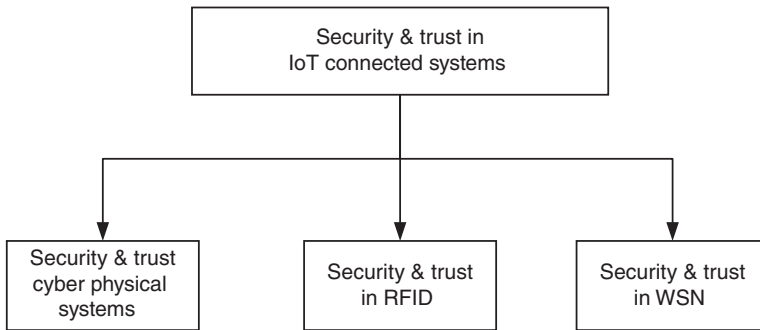 Security & trust in
IoT connected systems
Security & trust
cyber physical
systems
Security & trust
in RFID
Security & trust
in WSN